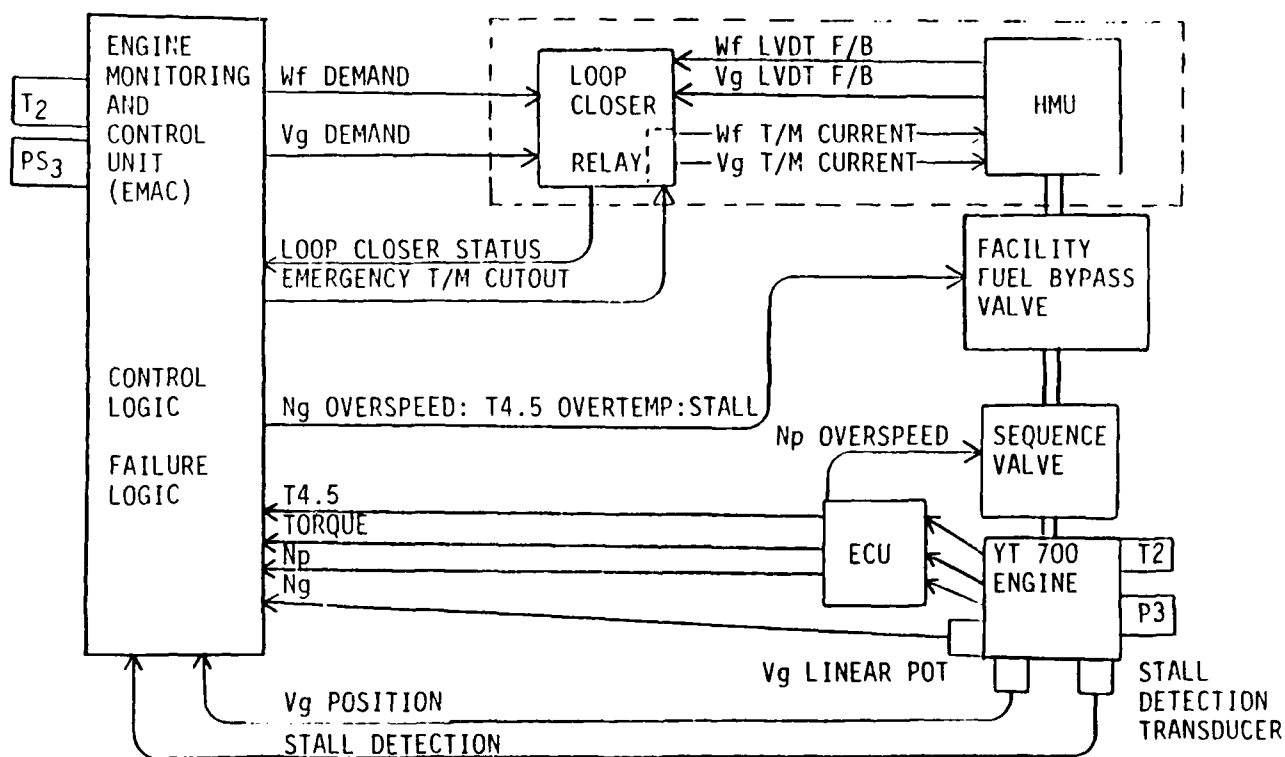 ENGINE
MONITORING
AND
CONTROL
UNIT
(EMAC)
T2
PS3
CONTROL
LOGIC
FAILURE
LOGIC
Wf DEMAND
Vg DEMAND
LOOP
CLOSER
RELAY
Wf LVDT F/B
Vg LVDT F/B
Wf T/M CURRENT
Vg T/M CURRENT
HMU
LOOP CLOSER STATUS
EMERGENCY T/M CUTOUT
FACILITY
FUEL BYPASS
VALVE
Ng OVERSPEED: T4.5 OVERTEMP:STALL
Np OVERSPEED
SEQUENCE
VALVE
T4.5
TORQUE
Np
Ng
ECU
YT 700
ENGINE
T2
P3
Vg LINEAR POT
STALL
DETECTION
TRANSDUCER
Vg POSITION
STALL DETECTION